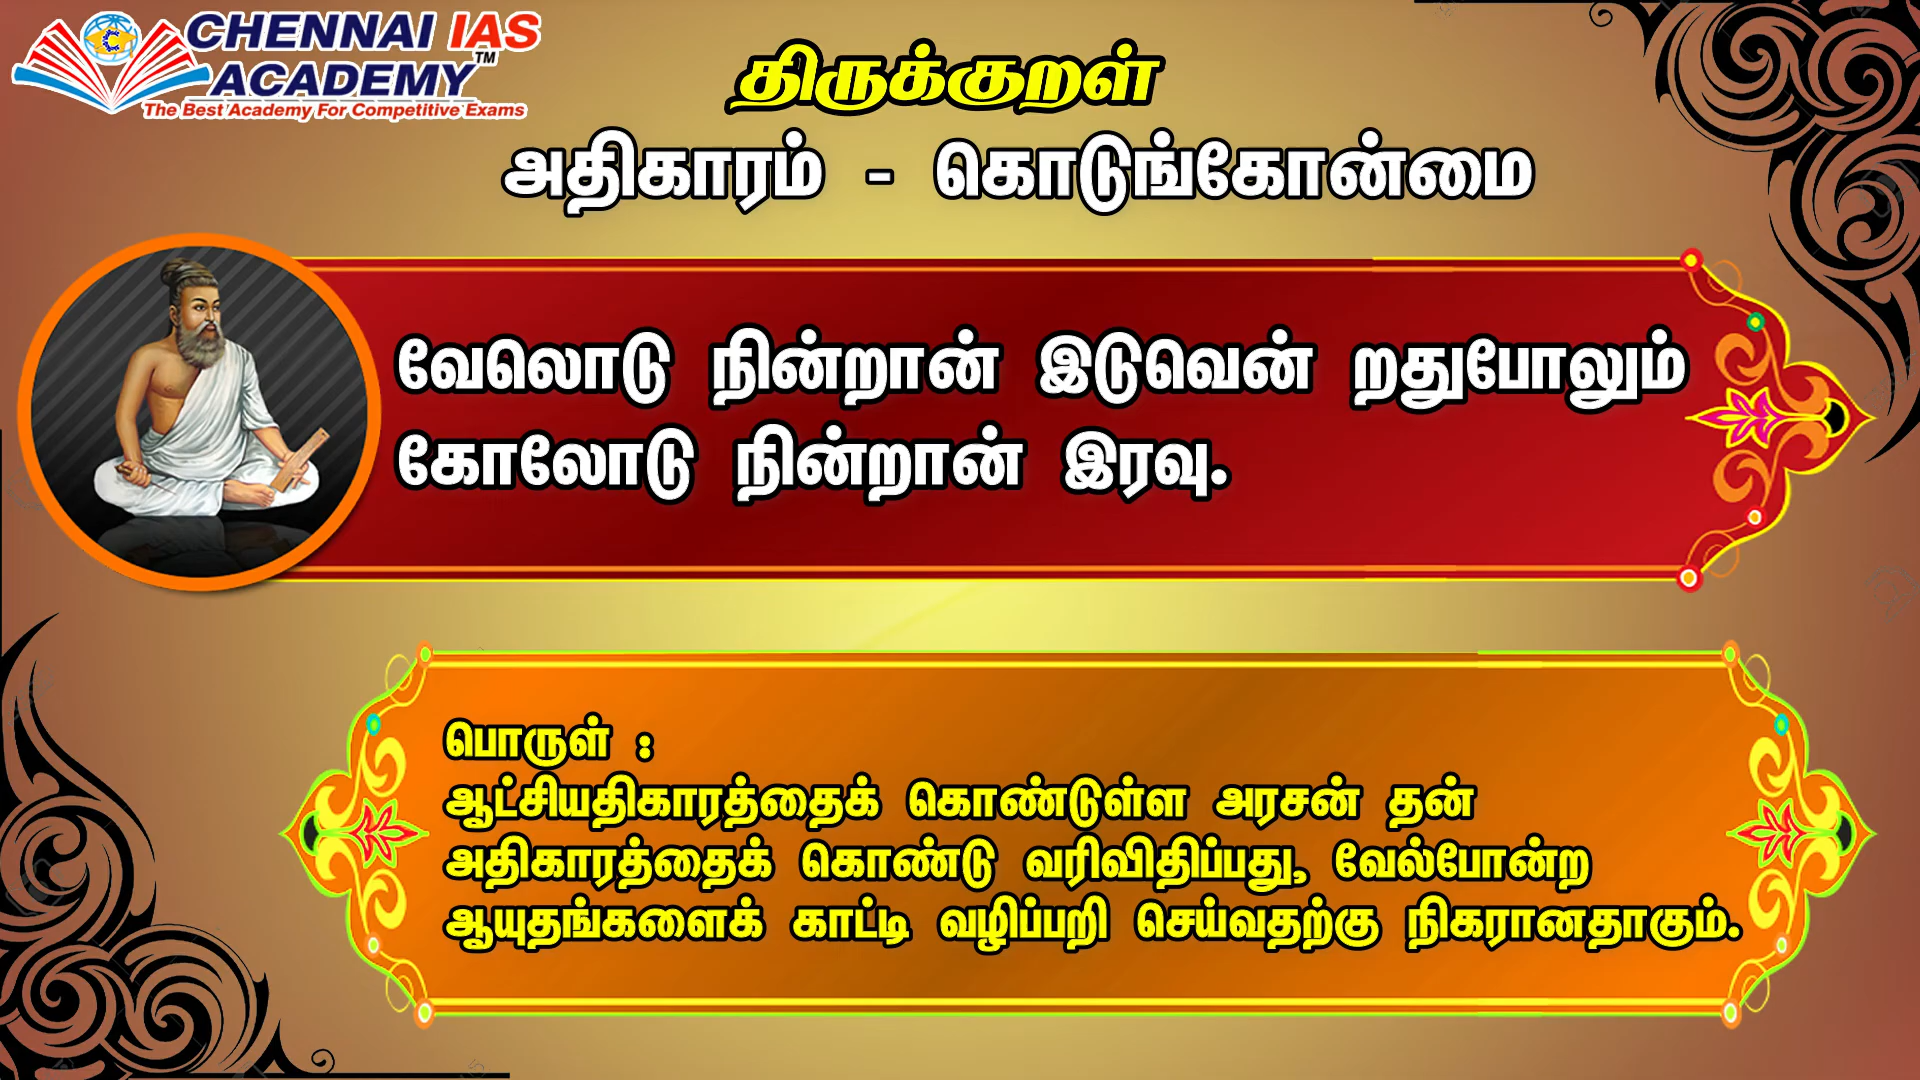 CHENNAI IAS
ACADEMY™
The Best Academy For Competitive Exams
திருக்குறள்
அதிகாரம் - கொடுங்கோன்மை
வேலொடு நின்றான் இடுவென் றதுபோலும்
கோலோடு நின்றான் இரவு.
பொருள் :
ஆட்சியதிகாரத்தைக் கொண்டுள்ள அரசன் தன்
அதிகாரத்தைக் கொண்டு வரிவிதிப்பது, வேல்போன்ற
ஆயுதங்களைக் காட்டி வழிப்பறி செய்வதற்கு நிகரானதாகும்.